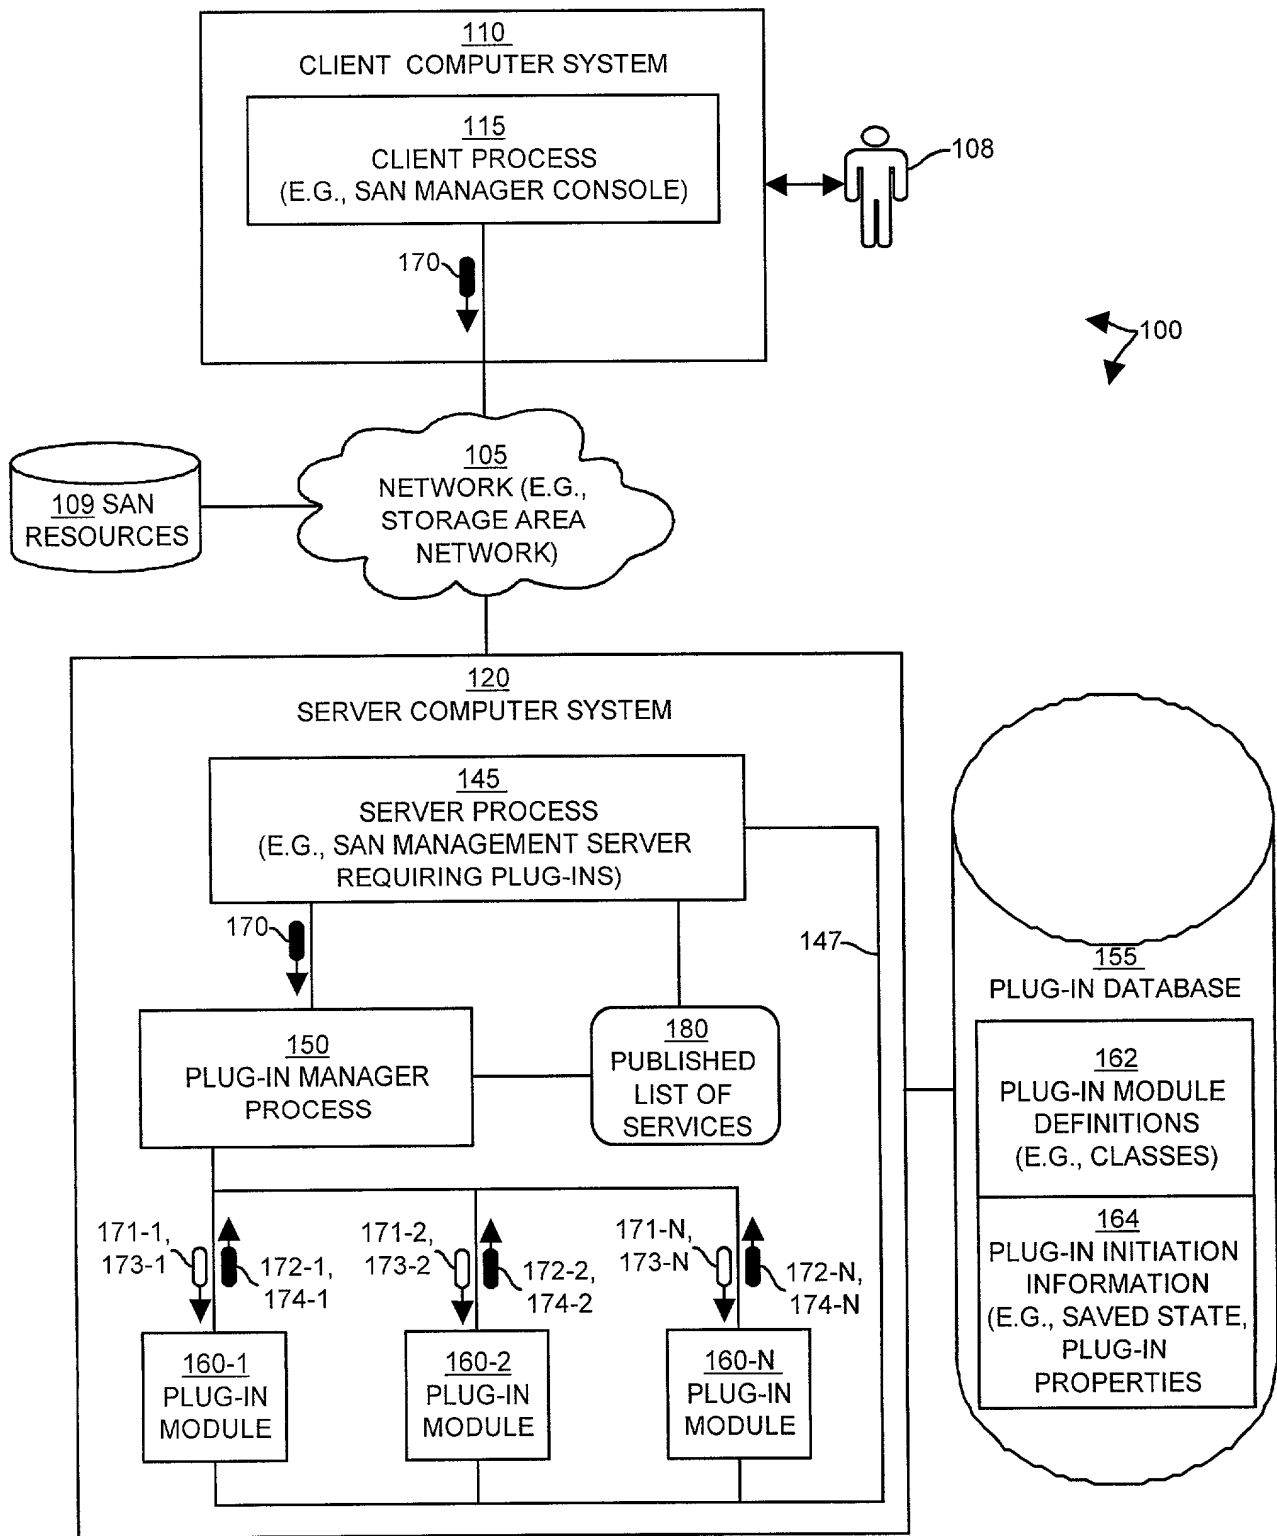 110
CLIENT COMPUTER SYSTEM
115
CLIENT PROCESS
(E.G., SAN MANAGER CONSOLE)
108
170
100
105
NETWORK (E.G.,
STORAGE AREA
NETWORK)
109 SAN
RESOURCES
120
SERVER COMPUTER SYSTEM
145
SERVER PROCESS
(E.G., SAN MANAGEMENT SERVER
REQUIRING PLUG-INS)
170
147
150
PLUG-IN MANAGER
PROCESS
180
PUBLISHED
LIST OF
SERVICES
155
PLUG-IN DATABASE
162
PLUG-IN MODULE
DEFINITIONS
(E.G., CLASSES)
164
PLUG-IN INITIATION
INFORMATION
(E.G., SAVED STATE,
PLUG-IN
PROPERTIES
171-1,
173-1
172-1,
174-1
171-2,
173-2
172-2,
174-2
171-N,
173-N
172-N,
174-N
160-1
PLUG-IN
MODULE
160-2
PLUG-IN
MODULE
160-N
PLUG-IN
MODULE